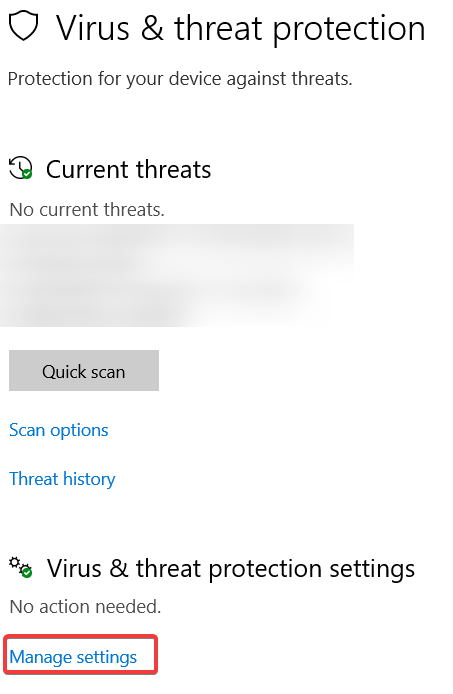 Virus & threat protection
Protection for your device against threats.
Current threats
No current threats.
Quick scan
Scan options
Threat history
Virus & threat protection settings
No action needed.
Manage settings